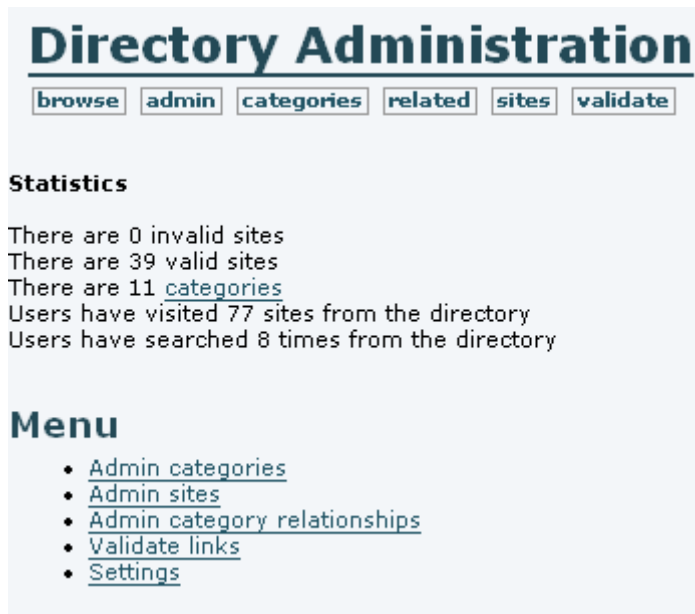 Directory Administration
browse admin categories related sites validate
Statistics
There are 0 invalid sites
There are 39 valid sites
There are 11 categories
Users have visited 77 sites from the directory
Users have searched 8 times from the directory
Menu
• Admin categories
• Admin sites
• Admin category relationships
• Validate links
• Settings